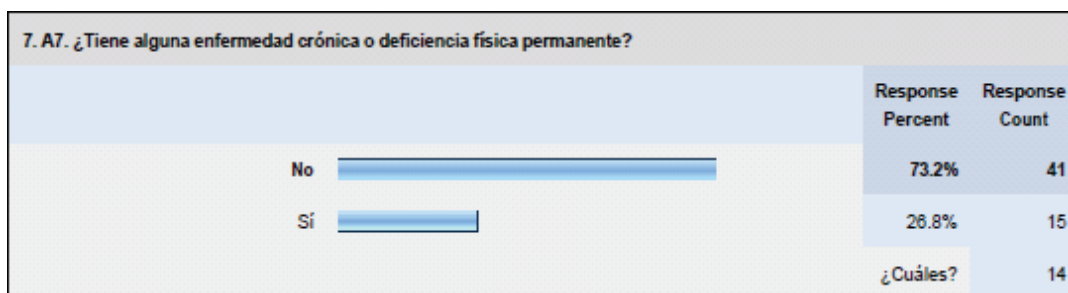 7. A7. ¿Tiene alguna enfermedad crónica o deficiencia física permanente?
Response Percent Response Count
No 73.2% 41
Sí 26.8% 15
¿Cuáles? 14